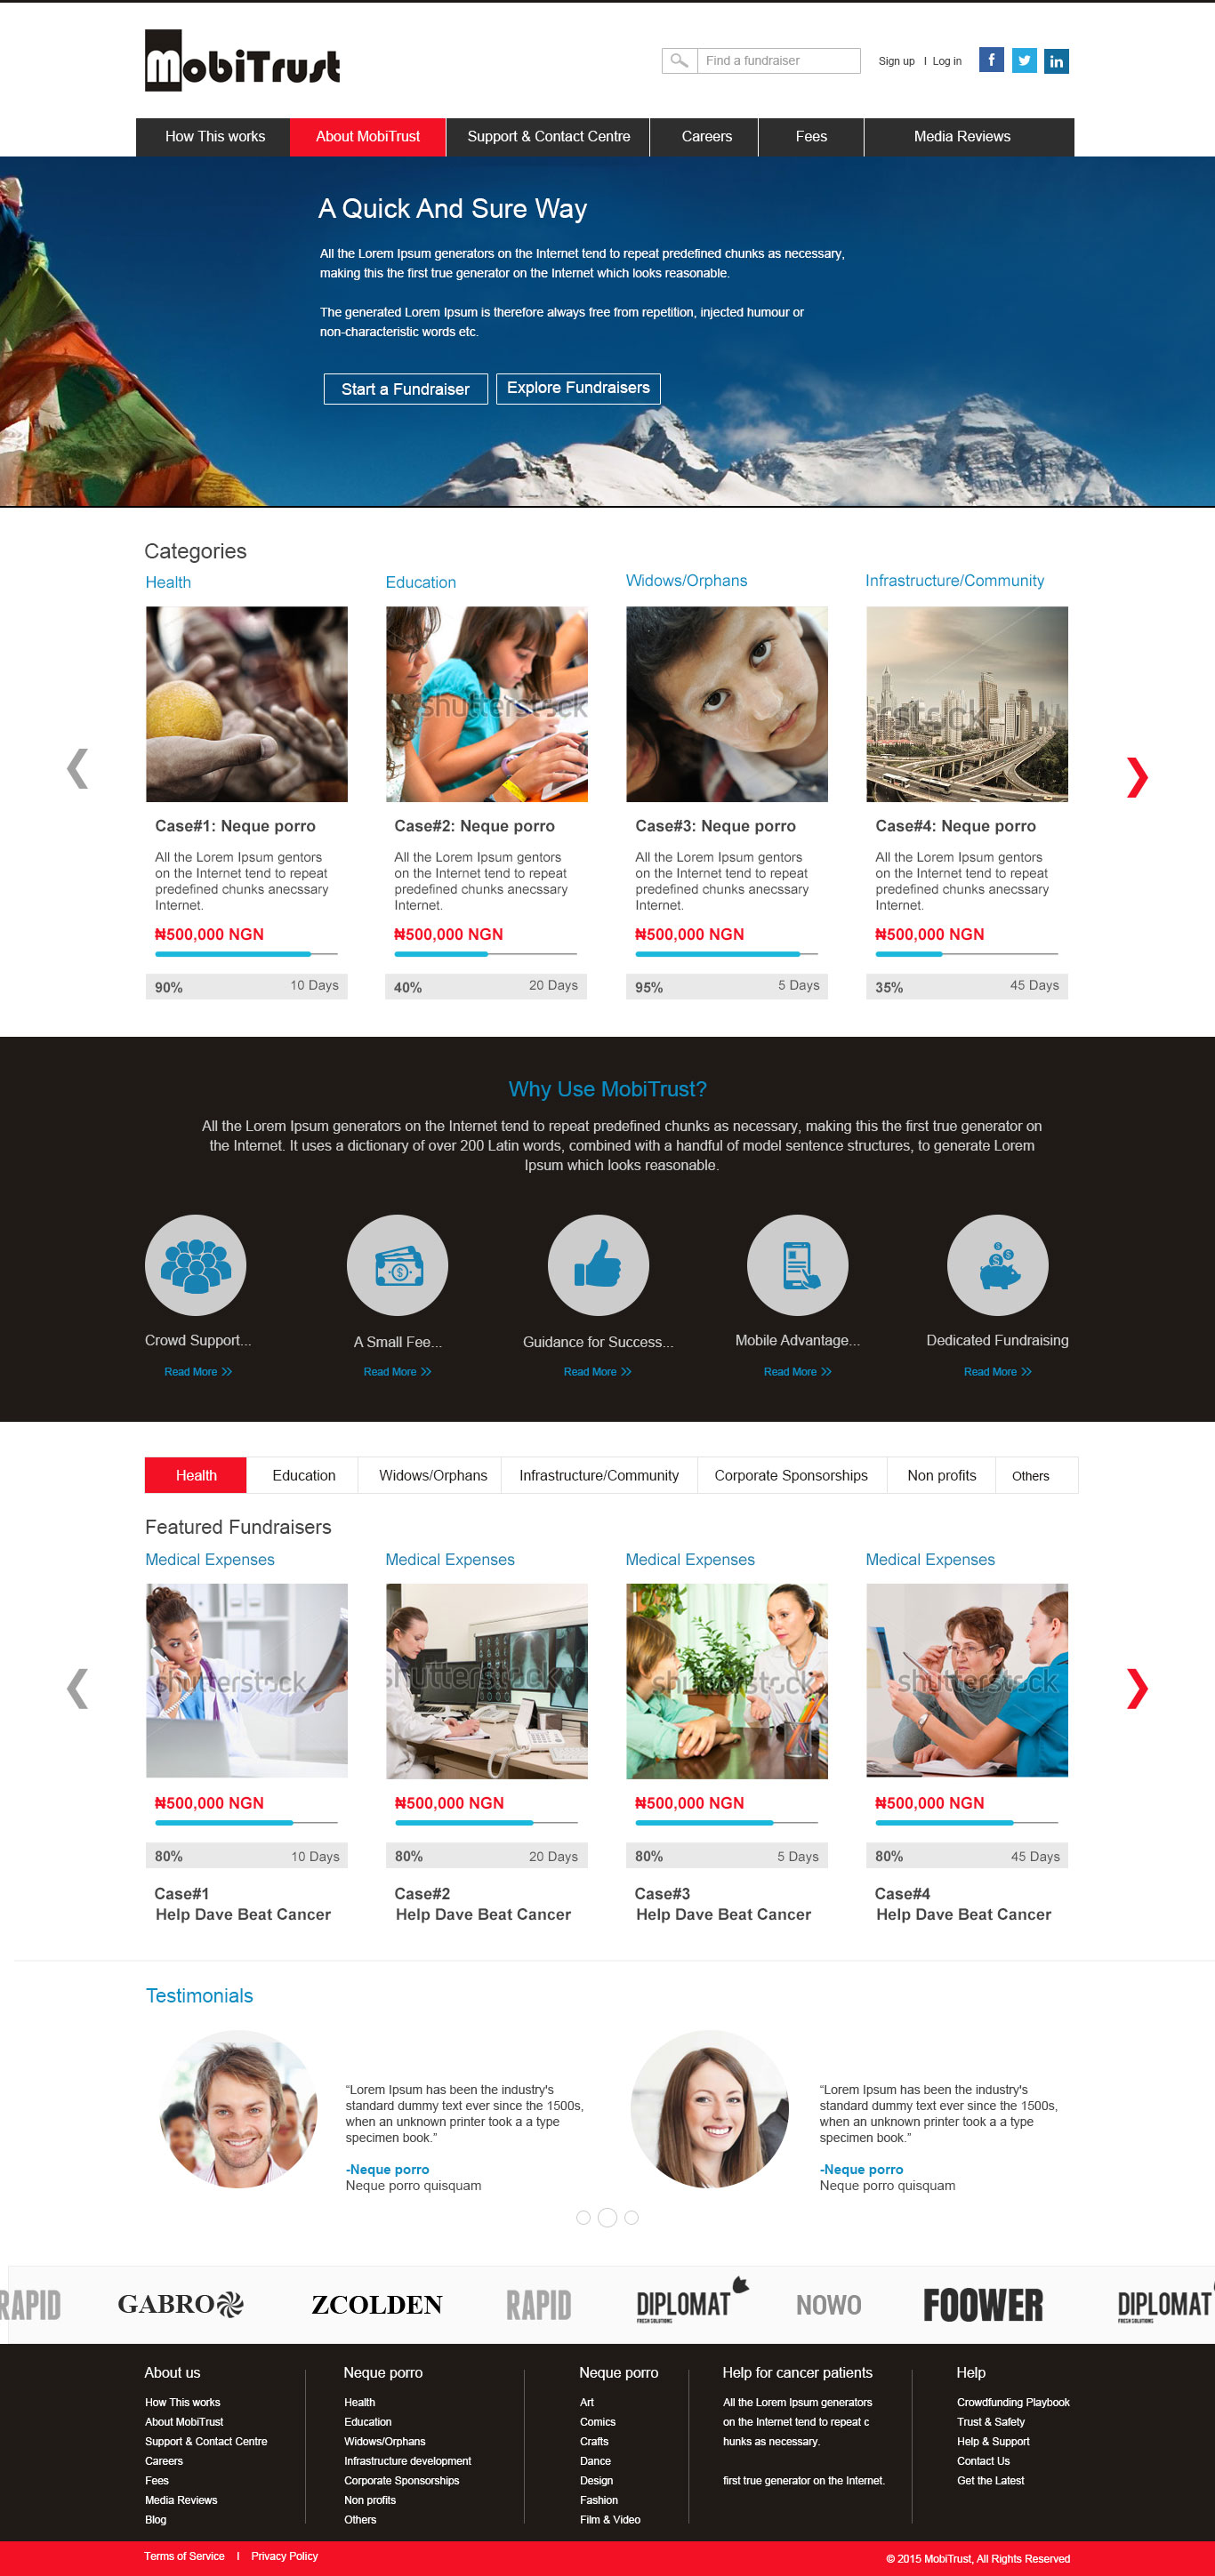 MobiTrust
Find a fundraiser
Sign up | Log in
f
in
How This works
About MobiTrust
Support & Contact Centre
Careers
Fees
Media Reviews
A Quick And Sure Way
All the Lorem Ipsum generators on the Internet tend to repeat predefined chunks as necessary,
making this the first true generator on the Internet which looks reasonable.
The generated Lorem Ipsum is therefore always free from repetition, injected humour or
non-characteristic words etc.
Start a Fundraiser
Explore Fundraisers
Categories
Health
Education
Widows/Orphans
Infrastructure/Community
shutterstock
erstock
Case#1: Neque porro
All the Lorem Ipsum gentors
on the Internet tend to repeat
predefined chunks anecssary
Internet.
₦500,000 NGN
90%
10 Days
Case#2: Neque porro
All the Lorem Ipsum gentors
on the Internet tend to repeat
predefined chunks anecssary
Internet.
₦500,000 NGN
40%
20 Days
Case#3: Neque porro
All the Lorem Ipsum gentors
on the Internet tend to repeat
predefined chunks anecssary
Internet.
₦500,000 NGN
95%
5 Days
Case#4: Neque porro
All the Lorem Ipsum gentors
on the Internet tend to repeat
predefined chunks anecssary
Internet.
₦500,000 NGN
35%
45 Days
Why Use MobiTrust?
All the Lorem Ipsum generators on the Internet tend to repeat predefined chunks as necessary, making this the first true generator on
the Internet. It uses a dictionary of over 200 Latin words, combined with a handful of model sentence structures, to generate Lorem
Ipsum which looks reasonable.
Crowd Support...
Read More
A Small Fee...
Read More
Guidance for Success...
Read More
Mobile Advantage...
Read More
Dedicated Fundraising
Read More
Health
Education
Widows/Orphans
Infrastructure/Community
Corporate Sponsorships
Non profits
Others
Featured Fundraisers
Medical Expenses
Medical Expenses
Medical Expenses
Medical Expenses
shutterstock
shutterstock
shutterstock
shutterstock
₦500,000 NGN
80%
10 Days
Case#1
Help Dave Beat Cancer
₦500,000 NGN
80%
20 Days
Case#2
Help Dave Beat Cancer
₦500,000 NGN
80%
5 Days
Case#3
Help Dave Beat Cancer
₦500,000 NGN
80%
45 Days
Case#4
Help Dave Beat Cancer
Testimonials
“Lorem Ipsum has been the industry's
standard dummy text ever since the 1500s,
when an unknown printer took a a type
specimen book.”
-Neque porro
Neque porro quisquam
“Lorem Ipsum has been the industry's
standard dummy text ever since the 1500s,
when an unknown printer took a a type
specimen book.”
-Neque porro
Neque porro quisquam
RAPID
GABRO
ZCOLDEN
RAPID
DIPLOMAT
FRESH SOLUTIONS
NOWO
FOOWER
DIPLOMAT
FRESH SOLUTIONS
About us
How This works
About MobiTrust
Support & Contact Centre
Careers
Fees
Media Reviews
Blog
Neque porro
Health
Education
Widows/Orphans
Infrastructure development
Corporate Sponsorships
Non profits
Others
Neque porro
Art
Comics
Crafts
Dance
Design
Fashion
Film & Video
Help for cancer patients
All the Lorem Ipsum generators
on the Internet tend to repeat c
hunks as necessary.
first true generator on the Internet.
Help
Crowdfunding Playbook
Trust & Safety
Help & Support
Contact Us
Get the Latest
Terms of Service | Privacy Policy
© 2015 MobiTrust, All Rights Reserved